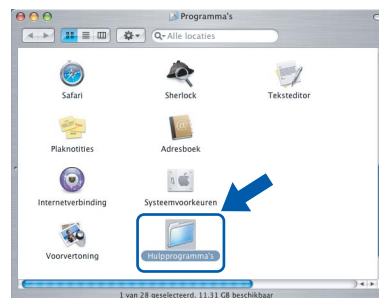 Programma's
Alle locaties
Safari
Sherlock
Teksteditor
Plaknotities
Adresboek
Internetverbinding
Systeemvoorkeuren
Voorvertoning
Hulpprogramma's
1 van 28 geselecteerd, 11,31 GB beschikbaar